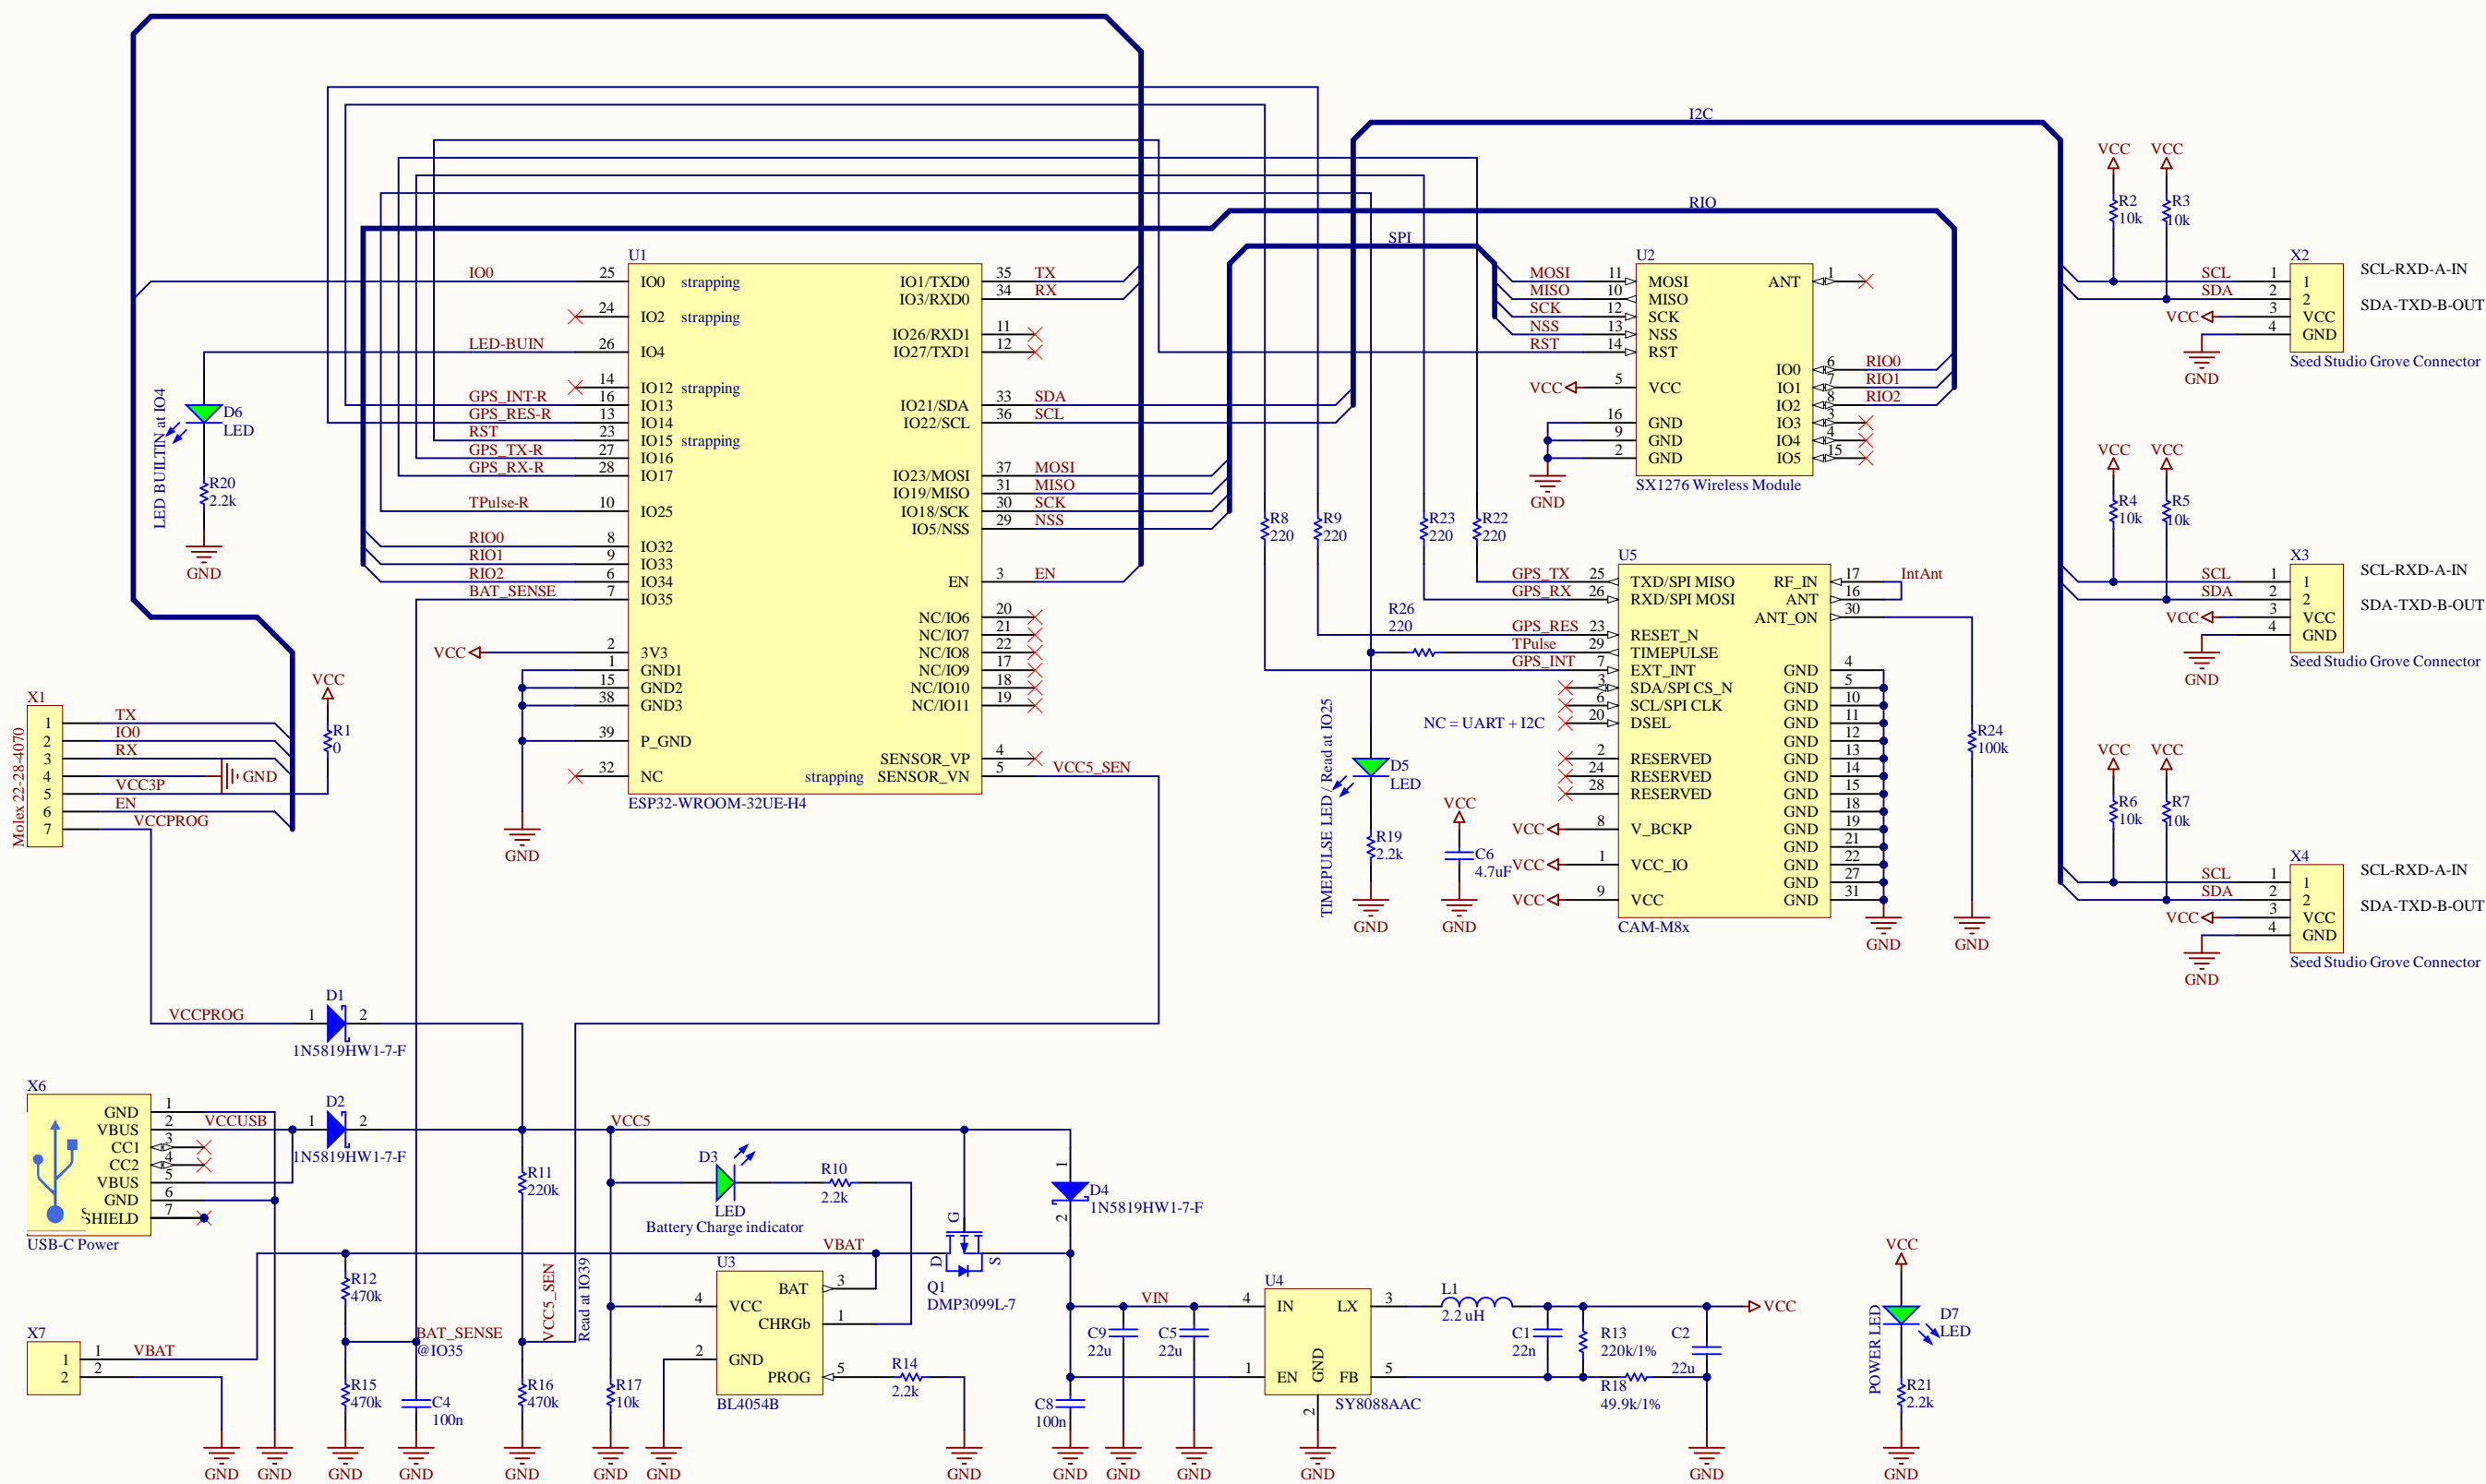 I2C
RIO
SPI
U1
IO0 25 IO0 strapping
24 IO2 strapping
LED-BUIN 26 IO4
14 IO12 strapping
GPS_INT-R 16 IO13
GPS_RES-R 13 IO14
RST 23 IO15 strapping
GPS_TX-R 27 IO16
GPS_RX-R 28 IO17
TPulse-R 10 IO25
RIO0 8 IO32
RIO1 9 IO33
RIO2 6 IO34
BAT_SENSE 7 IO35
VCC 2 3V3
1 GND1
15 GND2
38 GND3
39 P_GND
32 NC
GND
IO1/TXD0 35 TX
IO3/RXD0 34 RX
IO26/RXD1 11
IO27/TXD1 12
IO21/SDA 33 SDA
IO22/SCL 36 SCL
IO23/MOSI 37 MOSI
IO19/MISO 31 MISO
IO18/SCK 30 SCK
IO5/NSS 29 NSS
EN 3 EN
NC/IO6 20
NC/IO7 21
NC/IO8 22
NC/IO9 17
NC/IO10 18
NC/IO11 19
SENSOR_VP 4
strapping SENSOR_VN 5 VCC5_SEN
ESP32-WROOM-32UE-H4
LED BUILTIN at IO4
D6
LED
R20
2.2k
GND
U2
MOSI 11 MOSI
MISO 10 MISO
SCK 12 SCK
NSS 13 NSS
RST 14 RST
VCC 5 VCC
16 GND
9 GND
2 GND
GND
ANT 1
IO0 6 RIO0
IO1 7 RIO1
IO2 8 RIO2
IO3 3
IO4 4
IO5 15
SX1276 Wireless Module
R8
220
R9
220
R23
220
R22
220
R26
220
U5
GPS_TX 25 TXD/SPI MISO
GPS_RX 26 RXD/SPI MOSI
GPS_RES 23 RESET_N
TPulse 29 TIMEPULSE
GPS_INT 7 EXT_INT
3 SDA/SPI CS_N
6 SCL/SPI CLK
NC = UART + I2C 20 DSEL
2 RESERVED
24 RESERVED
28 RESERVED
VCC 8 V_BCKP
VCC 1 VCC_IO
VCC 9 VCC
RF_IN 17 IntAnt
ANT 16
ANT_ON 30
GND 4
GND 5
GND 10
GND 11
GND 12
GND 13
GND 14
GND 15
GND 18
GND 19
GND 21
GND 22
GND 27
GND 31
GND
CAM-M8x
R24
100k
GND
TIMEPULSE LED / Read at IO25
D5
LED
R19
2.2k
GND
VCC
C6
4.7uF
GND
VCC VCC
R2
10k
R3
10k
X2
SCL 1 1 SCL-RXD-A-IN
SDA 2 2 SDA-TXD-B-OUT
VCC 3 VCC
4 GND
GND
Seed Studio Grove Connector
VCC VCC
R4
10k
R5
10k
X3
SCL 1 1 SCL-RXD-A-IN
SDA 2 2 SDA-TXD-B-OUT
VCC 3 VCC
4 GND
GND
Seed Studio Grove Connector
VCC VCC
R6
10k
R7
10k
X4
SCL 1 1 SCL-RXD-A-IN
SDA 2 2 SDA-TXD-B-OUT
VCC 3 VCC
4 GND
GND
Seed Studio Grove Connector
X1
Molex 22-28-4070
1 TX
2 IO0
3 RX
4 GND
5 VCC3P
6 EN
7 VCCPROG
VCC
R1
0
VCCPROG 1 D1 2
1N5819HW1-7-F
X6
GND 1
VBUS 2 VCCUSB
CC1 3
CC2 4
VBUS 5
GND 6
SHIELD 7
S
USB-C Power
1 D2 2
1N5819HW1-7-F
VCC5
R11
220k
D3
LED
Battery Charge indicator
R10
2.2k
D4
1
2
1N5819HW1-7-F
VBAT
G
D
S
Q1
DMP3099L-7
R12
470k
BAT_SENSE
@IO35
VCC5_SEN
Read at IO39
X7
1 1 VBAT
2 2
R15
470k
C4
100n
R16
470k
R17
10k
U3
4 VCC
2 GND
BAT 3
CHRGb 1
PROG 5
BL4054B
R14
2.2k
VIN
C9
22u
C5
22u
C8
100n
U4
4 IN
1 EN
LX 3
FB 5
GND
2
SY8088AAC
L1
2.2 uH
C1
22n
R13
220k/1%
C2
22u
R18
49.9k/1%
VCC
VCC
POWER LED
D7
LED
R21
2.2k
GND GND GND GND GND GND GND GND GND GND GND GND GND GND